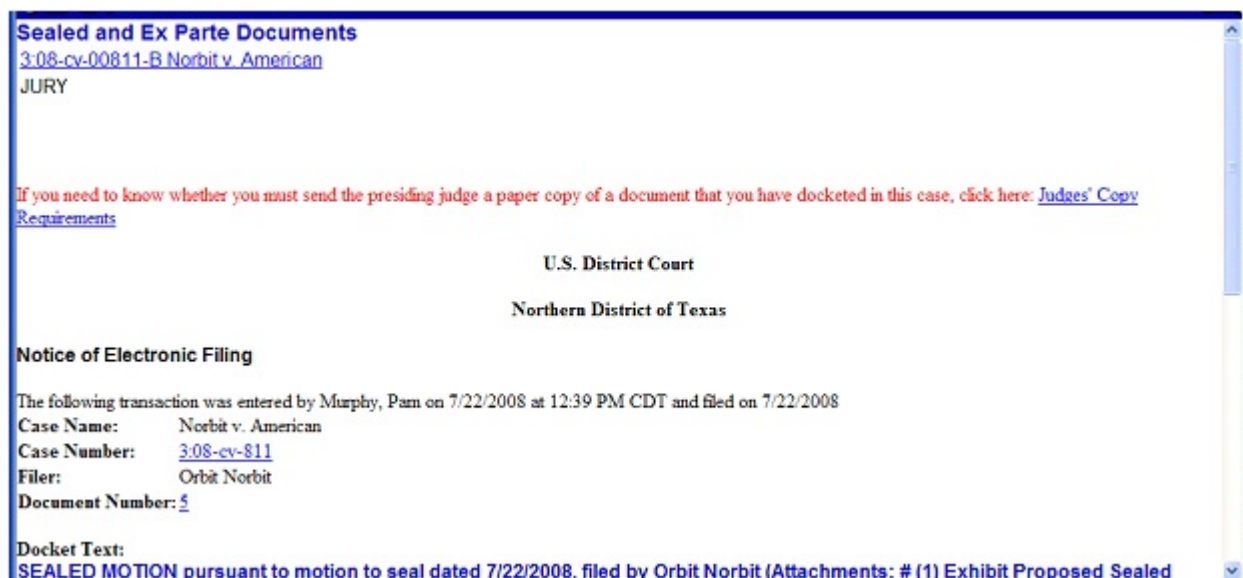 Sealed and Ex Parte Documents
3:08-cv-00811-B Norbit v. American
JURY
If you need to know whether you must send the presiding judge a paper copy of a document that you have docketed in this case, click here: Judges' Copy
Requirements
U.S. District Court
Northern District of Texas
Notice of Electronic Filing
The following transaction was entered by Murphy, Pam on 7/22/2008 at 12:39 PM CDT and filed on 7/22/2008
Case Name: Norbit v. American
Case Number: 3:08-cv-811
Filer: Orbit Norbit
Document Number: 5
Docket Text:
SEALED MOTION pursuant to motion to seal dated 7/22/2008, filed by Orbit Norbit (Attachments: # (1) Exhibit Proposed Sealed